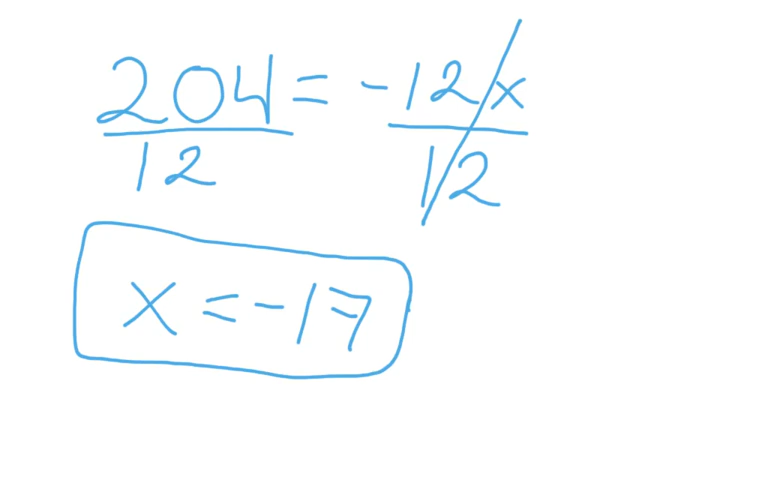 204 = -12x
12 12
x = -17